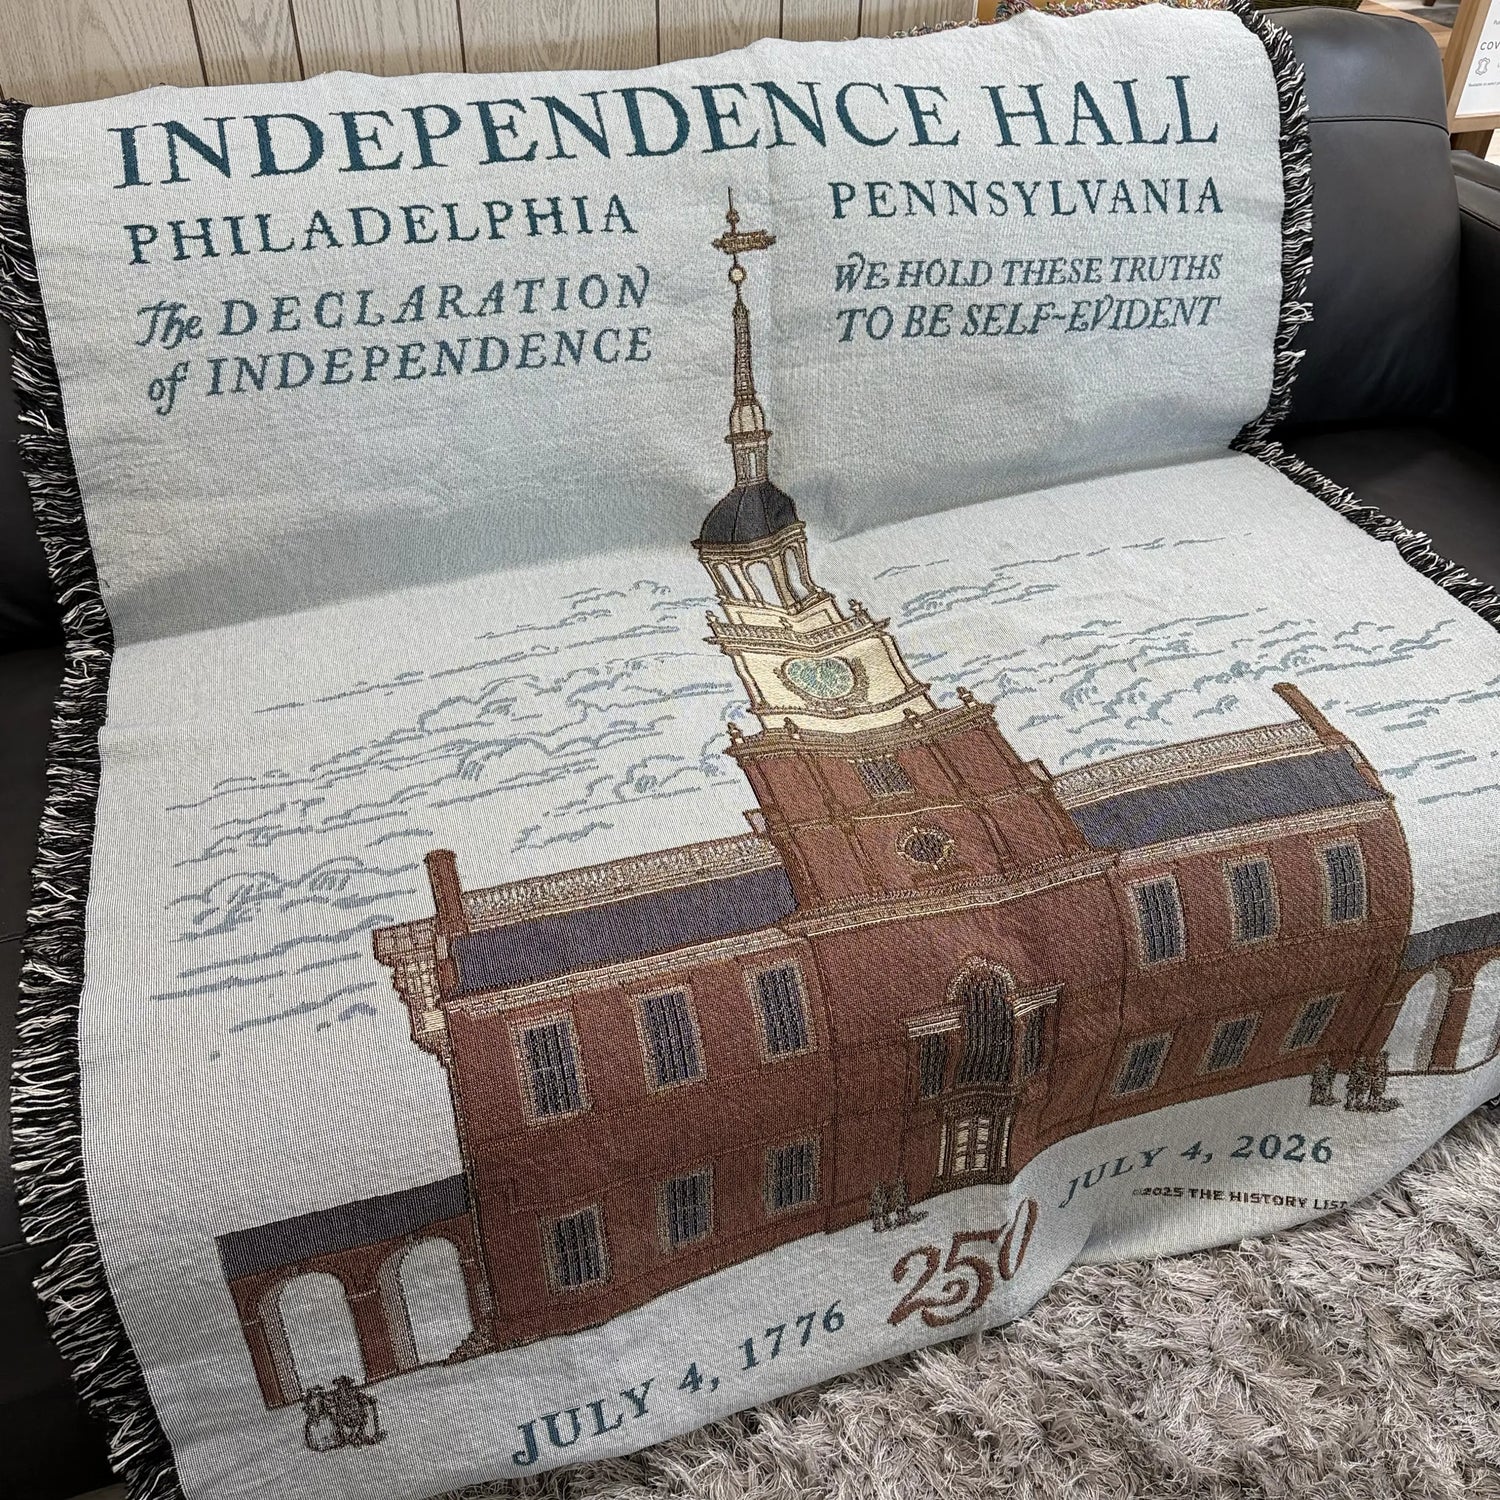 INDEPENDENCE HALL
PHILADELPHIA
PENNSYLVANIA
The DECLARATION
of INDEPENDENCE
WE HOLD THESE TRUTHS
TO BE SELF-EVIDENT
JULY 4, 1776
250
JULY 4, 2026
©2025 THE HISTORY LIST
COV